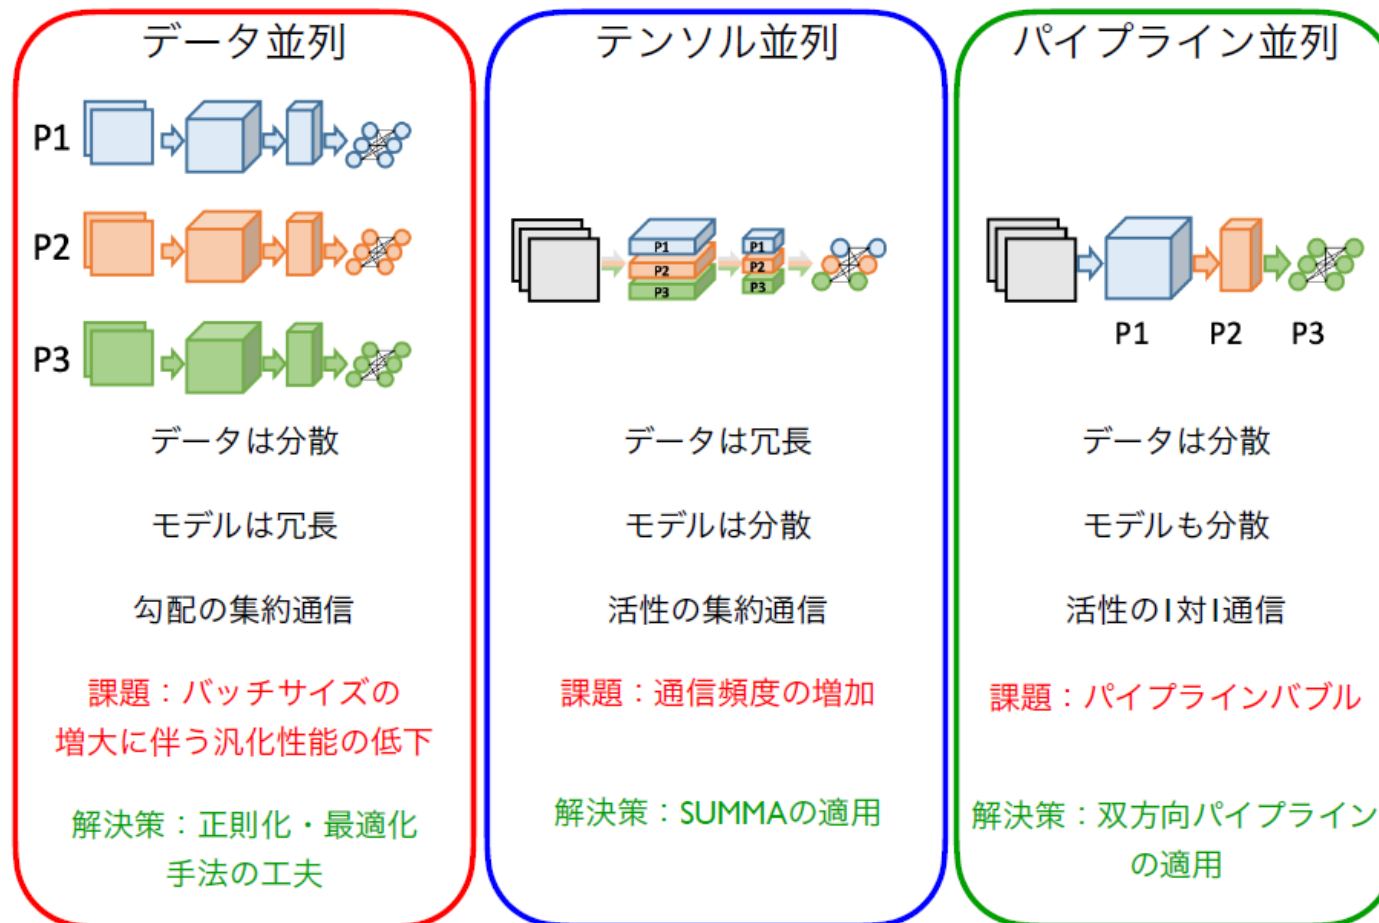 データ並列
P1
P2
P3
データは分散
モデルは冗長
勾配の集約通信
課題：バッチサイズの
増大に伴う汎化性能の低下
解決策：正則化・最適化
手法の工夫
テンソル並列
P1
P2
P3
P1
P2
P3
データは冗長
モデルは分散
活性の集約通信
課題：通信頻度の増加
解決策：SUMMAの適用
パイプライン並列
P1 P2 P3
データは分散
モデルも分散
活性の1対1通信
課題：パイプラインバブル
解決策：双方向パイプライン
の適用